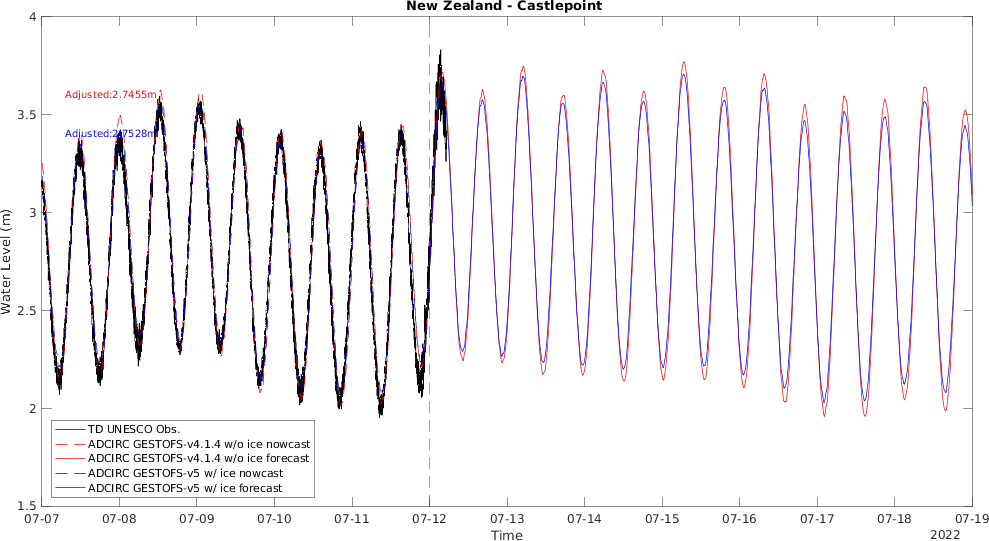 New Zealand - Castlepoint
4
3.5
3
2.5
2
1.5
Water Level (m)
Adjusted:2.7455m
Adjusted:2.7528m
TD UNESCO Obs.
ADCIRC GESTOFS-v4.1.4 w/o ice nowcast
ADCIRC GESTOFS-v4.1.4 w/o ice forecast
ADCIRC GESTOFS-v5 w/ ice nowcast
ADCIRC GESTOFS-v5 w/ ice forecast
07-07 07-08 07-09 07-10 07-11 07-12 07-13 07-14 07-15 07-16 07-17 07-18 07-19
Time
2022